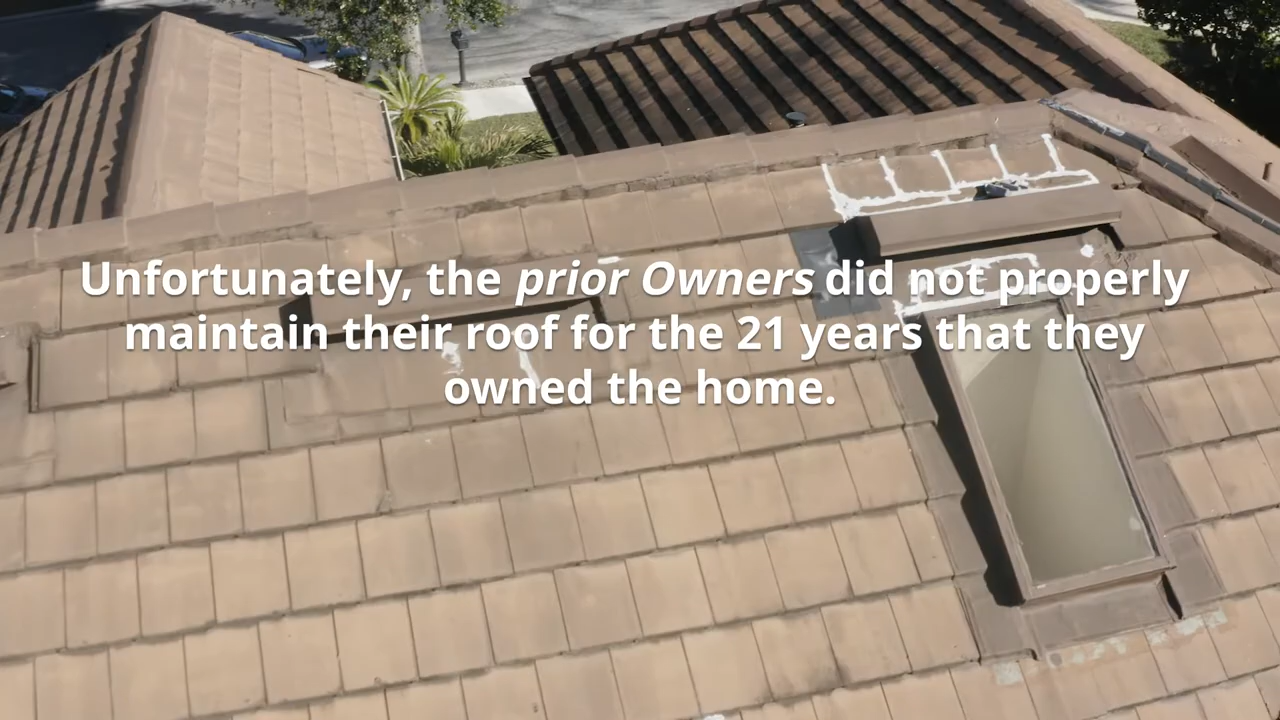 Unfortunately, the prior Owners did not properly
maintain their roof for the 21 years that they
owned the home.